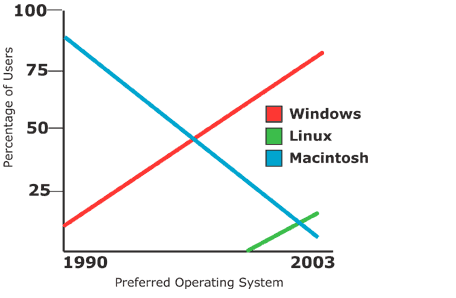 100
75
50
25
Percentage of Users
Windows
Linux
Macintosh
1990 2003
Preferred Operating System